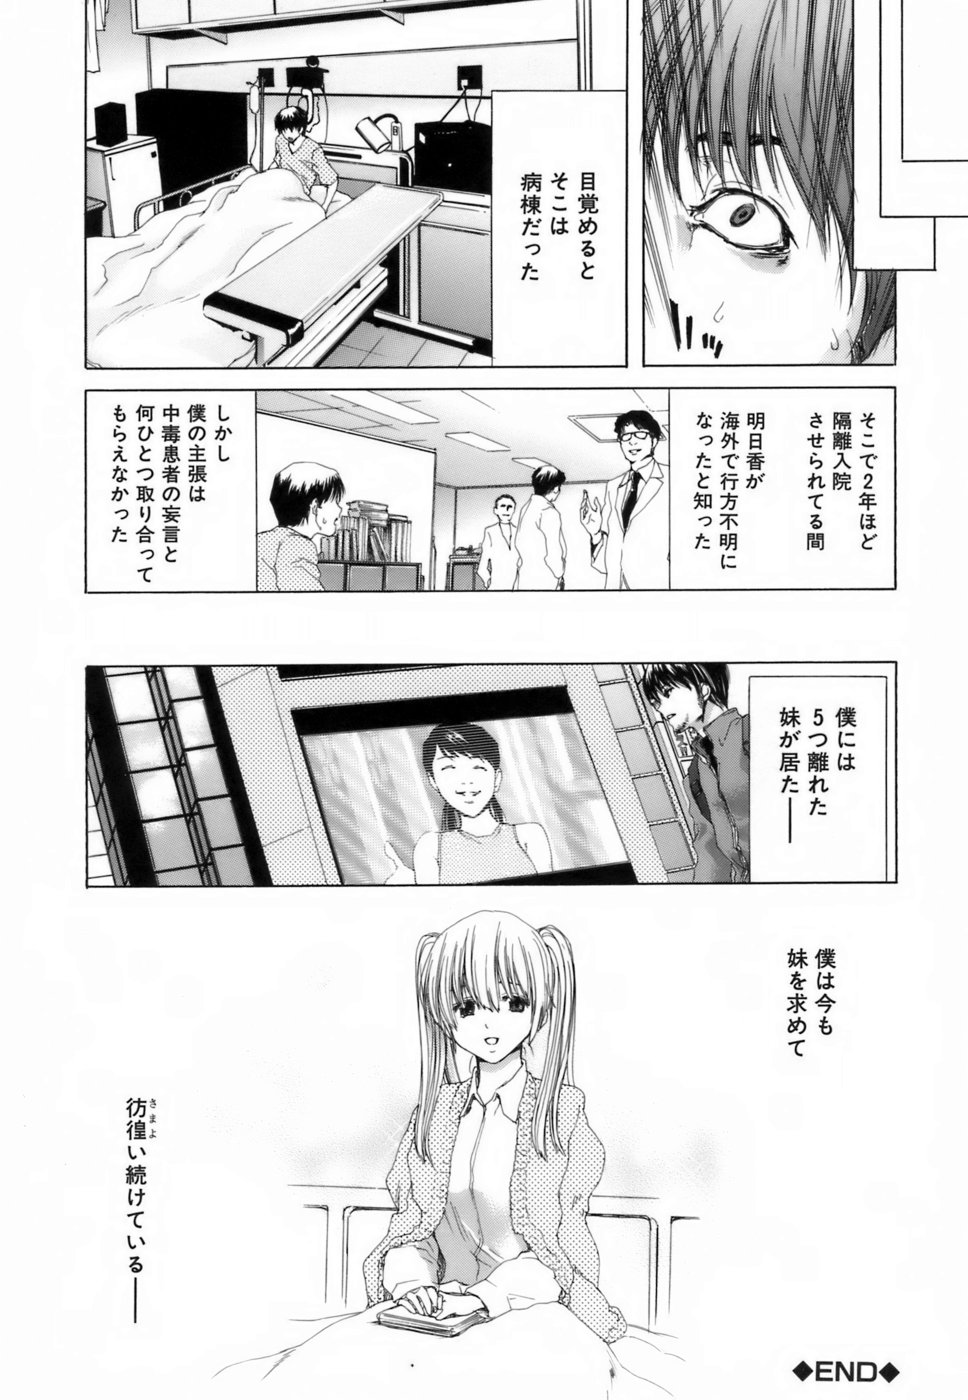 目覚めると
そこは
病棟だった
そこで2年ほど
隔離入院
させられてる間
明日香が
海外で行方不明に
なったと知った
しかし
僕の主張は
中毒患者の妄言と
何ひとつ取り合って
もらえなかった
僕には
5つ離れた
妹が居た――
僕は今も
妹を求めて
彷徨い続けている――
さまよ
◆END◆